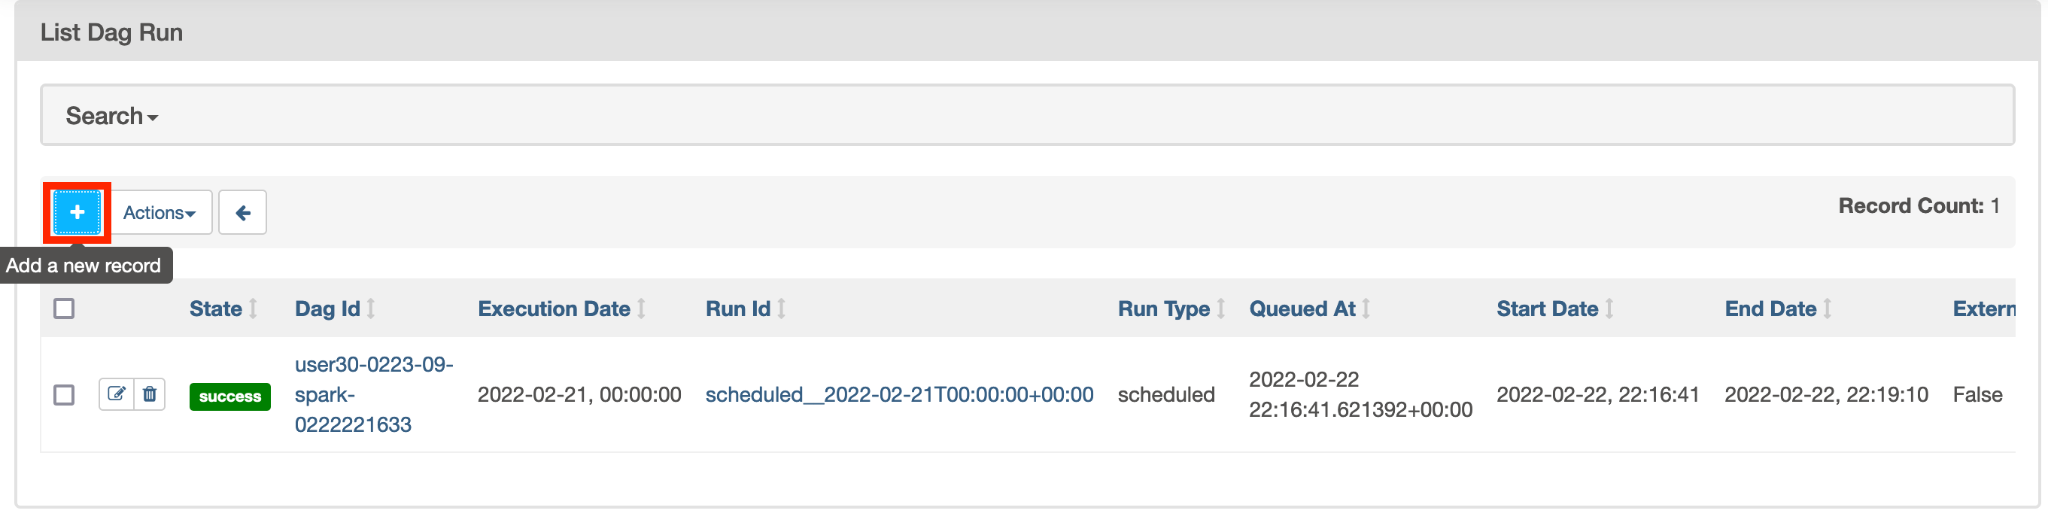 List Dag Run
Search
Actions
Record Count: 1
Add a new record
State Dag Id Execution Date Run Id Run Type Queued At Start Date End Date Extern
success
user30-0223-09-
spark-
0222221633
2022-02-21, 00:00:00
scheduled__2022-02-21T00:00:00+00:00
scheduled
2022-02-22
22:16:41.621392+00:00
2022-02-22, 22:16:41
2022-02-22, 22:19:10
False